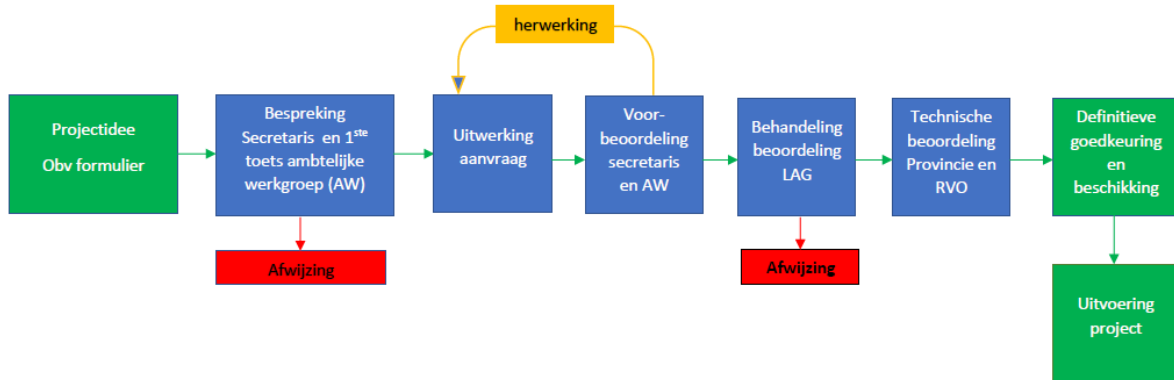 herwerking
Projectidee
Obv formulier
Bespreking
Secretaris en 1ste
toets ambtelijke
werkgroep (AW)
Uitwerking
aanvraag
Voor-
beoordeling
secretaris
en AW
Behandeling
beoordeling
LAG
Technische
beoordeling
Provincie en
RVO
Definitieve
goedkeuring
en
beschikking
Afwijzing
Afwijzing
Uitvoering
project